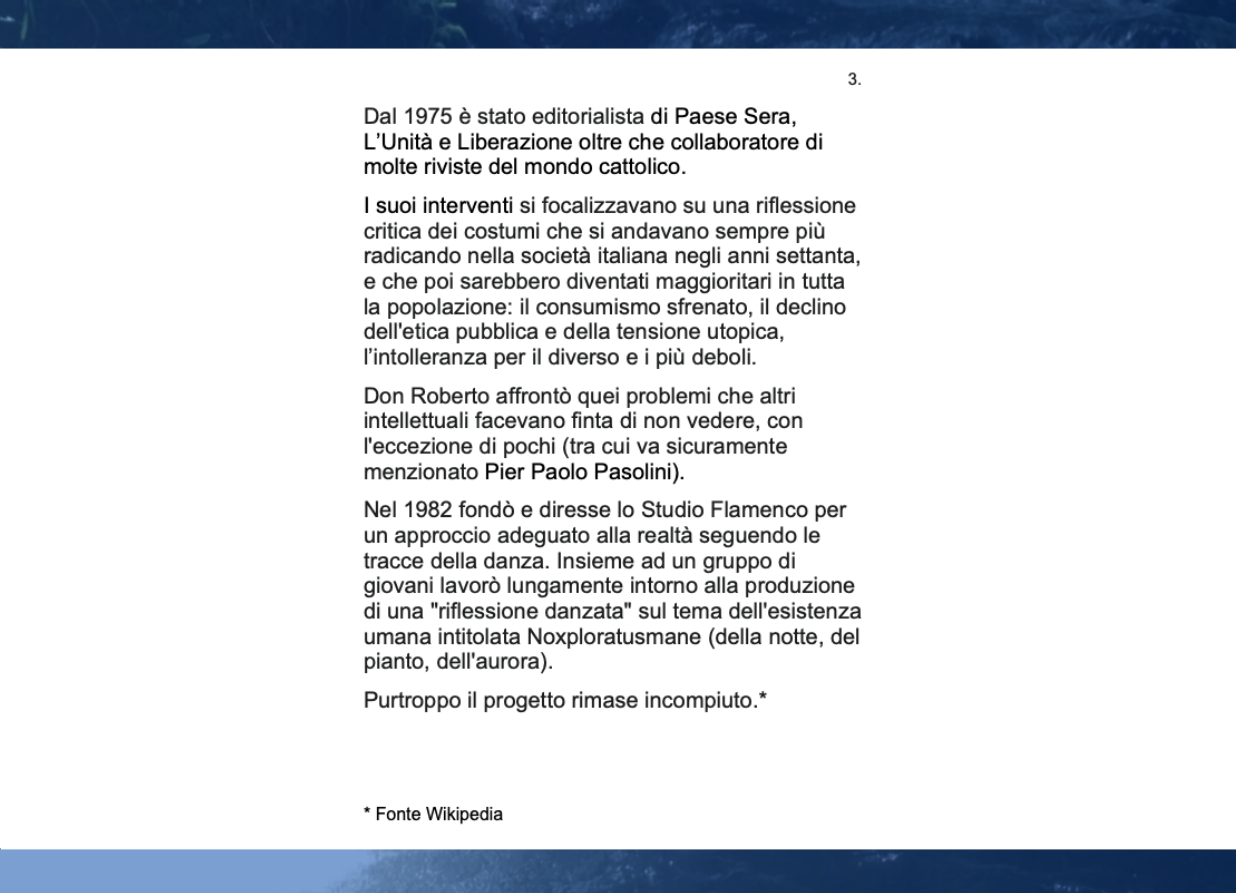 3.
Dal 1975 è stato editorialista di Paese Sera,
L’Unità e Liberazione oltre che collaboratore di
molte riviste del mondo cattolico.
I suoi interventi si focalizzavano su una riflessione
critica dei costumi che si andavano sempre più
radicando nella società italiana negli anni settanta,
e che poi sarebbero diventati maggioritari in tutta
la popolazione: il consumismo sfrenato, il declino
dell'etica pubblica e della tensione utopica,
l’intolleranza per il diverso e i più deboli.
Don Roberto affrontò quei problemi che altri
intellettuali facevano finta di non vedere, con
l'eccezione di pochi (tra cui va sicuramente
menzionato Pier Paolo Pasolini).
Nel 1982 fondò e diresse lo Studio Flamenco per
un approccio adeguato alla realtà seguendo le
tracce della danza. Insieme ad un gruppo di
giovani lavorò lungamente intorno alla produzione
di una "riflessione danzata" sul tema dell'esistenza
umana intitolata Noxploratusmane (della notte, del
pianto, dell'aurora).
Purtroppo il progetto rimase incompiuto.*
* Fonte Wikipedia